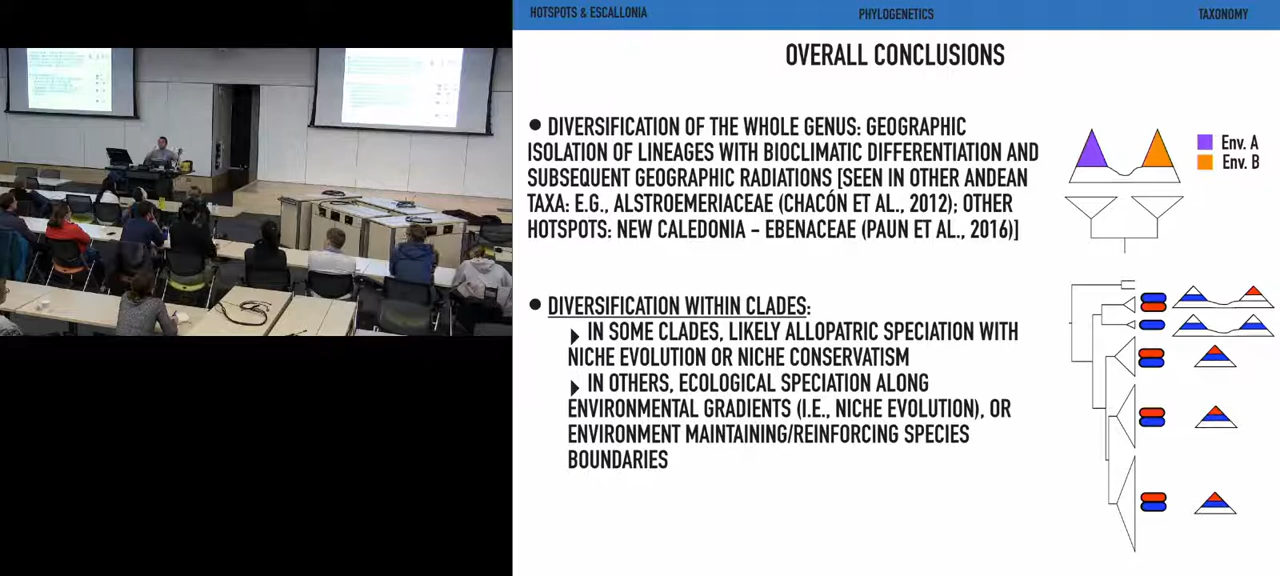 HOTSPOTS & ESCALLONIA
PHYLOGENETICS
TAXONOMY
OVERALL CONCLUSIONS
● DIVERSIFICATION OF THE WHOLE GENUS: GEOGRAPHIC
ISOLATION OF LINEAGES WITH BIOCLIMATIC DIFFERENTIATION AND
SUBSEQUENT GEOGRAPHIC RADIATIONS [SEEN IN OTHER ANDEAN
TAXA: E.G., ALSTROEMERIACEAE (CHACÓN ET AL., 2012); OTHER
HOTSPOTS: NEW CALEDONIA – EBENACEAE (PAUN ET AL., 2016)]
Env. A
Env. B
● DIVERSIFICATION WITHIN CLADES:
IN SOME CLADES, LIKELY ALLOPATRIC SPECIATION WITH
NICHE EVOLUTION OR NICHE CONSERVATISM
IN OTHERS, ECOLOGICAL SPECIATION ALONG
ENVIRONMENTAL GRADIENTS (I.E., NICHE EVOLUTION), OR
ENVIRONMENT MAINTAINING/REINFORCING SPECIES
BOUNDARIES